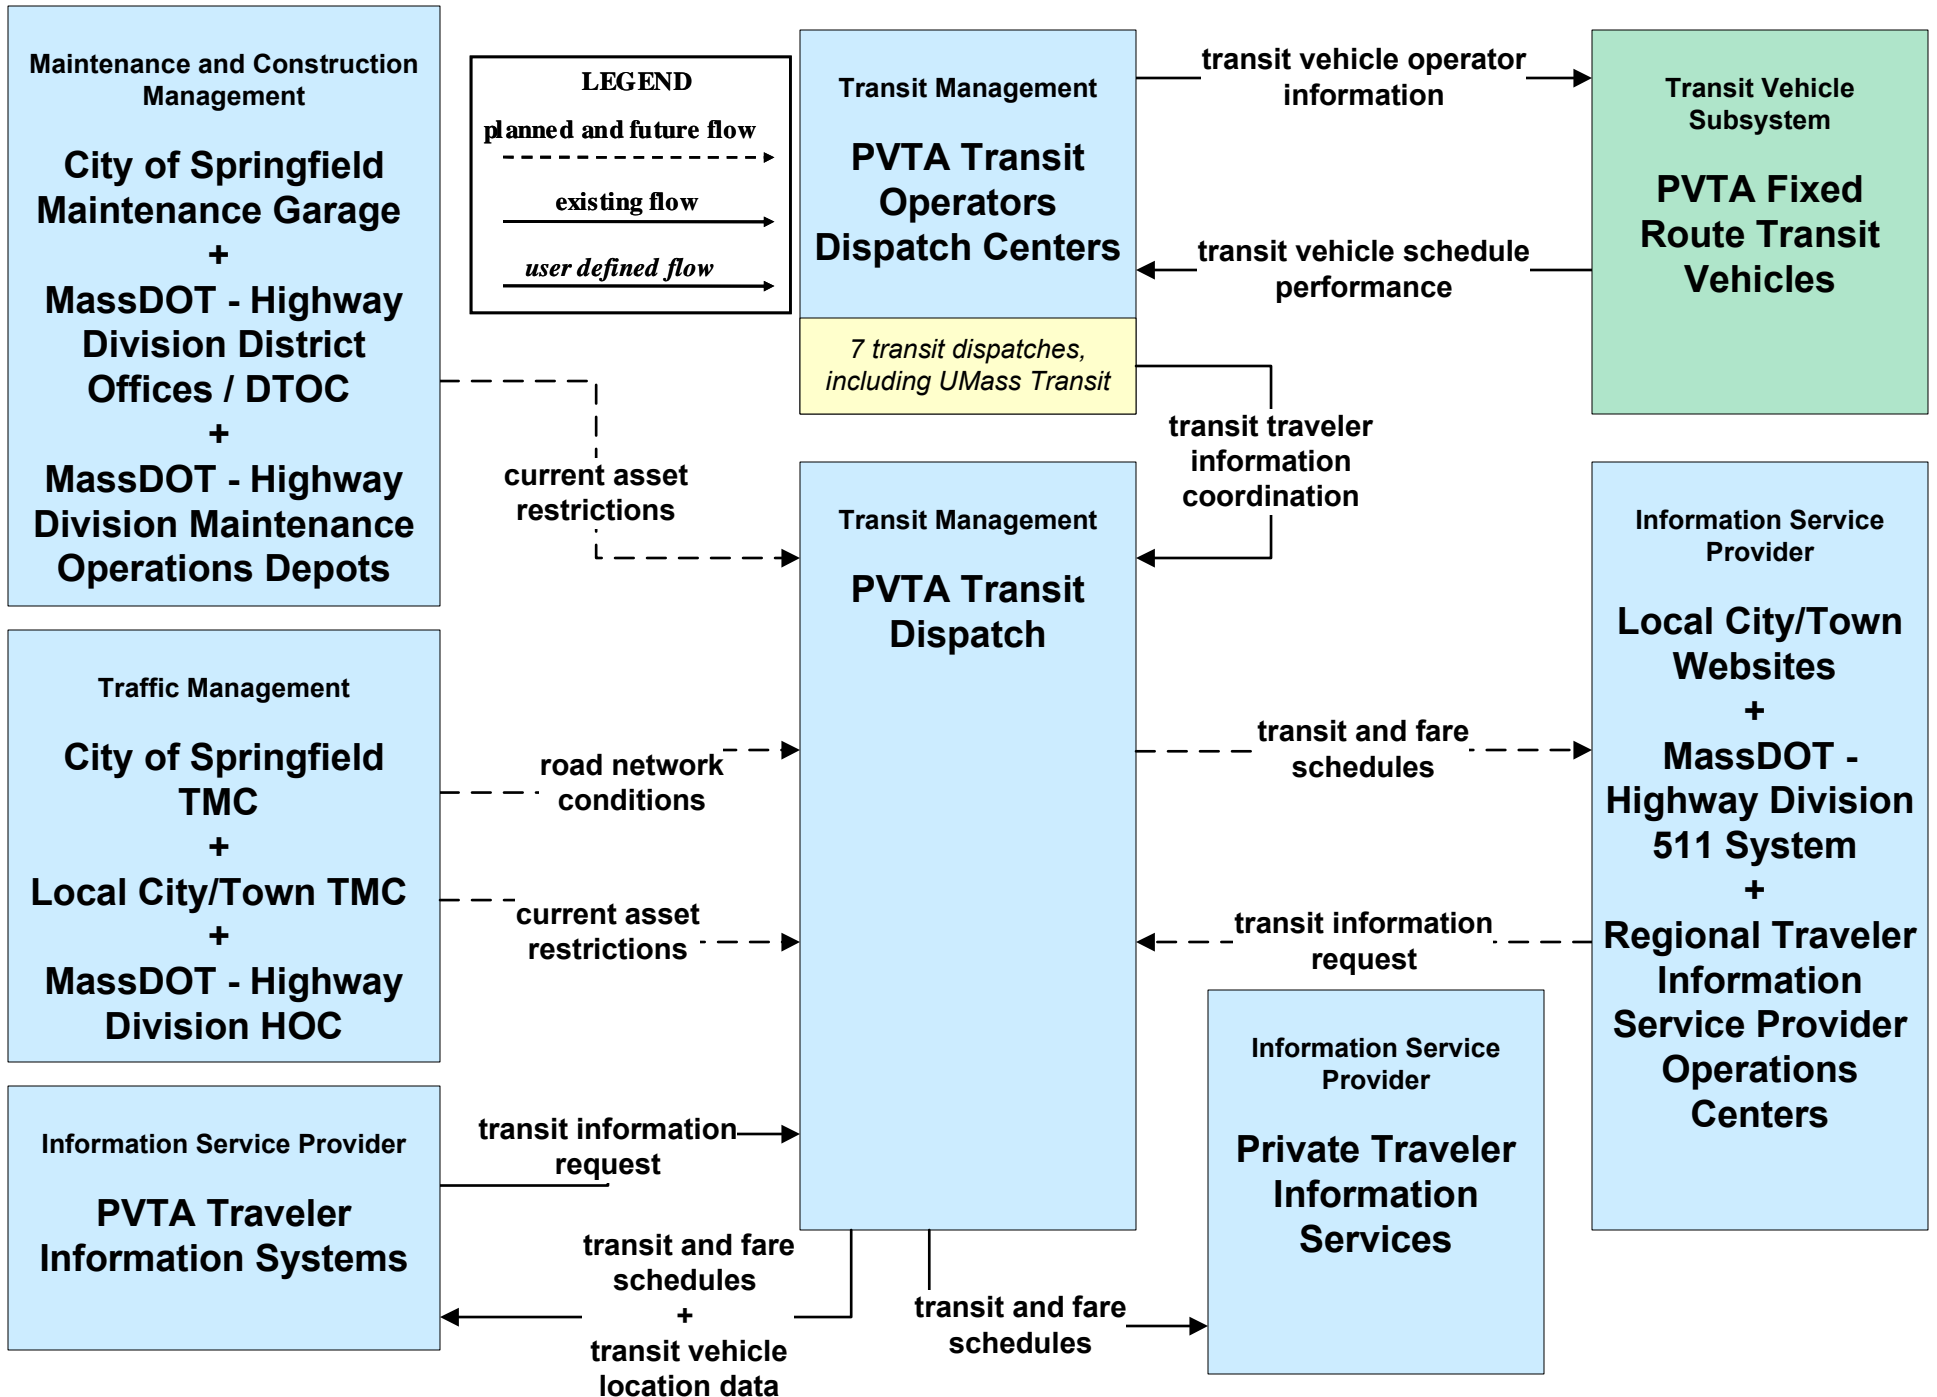 Maintenance and Construction
Management
City of Springfield
Maintenance Garage
+
MassDOT - Highway
Division District
Offices / DTOC
+
MassDOT - Highway
Division Maintenance
Operations Depots
LEGEND
planned and future flow
existing flow
user defined flow
Transit Management
PVTA Transit
Operators
Dispatch Centers
7 transit dispatches,
including UMass Transit
transit vehicle operator
information
transit vehicle schedule
performance
Transit Vehicle
Subsystem
PVTA Fixed
Route Transit
Vehicles
transit traveler
information
coordination
current asset
restrictions
Transit Management
PVTA Transit
Dispatch
Traffic Management
City of Springfield
TMC
+
Local City/Town TMC
+
MassDOT - Highway
Division HOC
road network
conditions
current asset
restrictions
transit and fare
schedules
transit information
request
Information Service
Provider
Local City/Town
Websites
+
MassDOT -
Highway Division
511 System
+
Regional Traveler
Information
Service Provider
Operations
Centers
Information Service Provider
PVTA Traveler
Information Systems
transit information
request
transit and fare
schedules
+
transit vehicle
location data
transit and fare
schedules
Information Service
Provider
Private Traveler
Information
Services